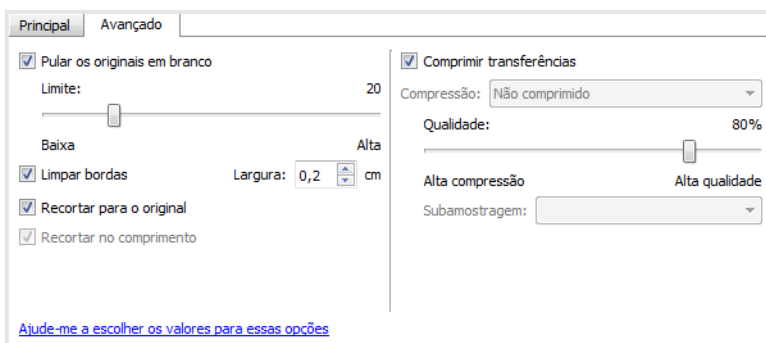 Principal Avançado
Pular os originais em branco
Limite: 20
Baixa Alta
Limpar bordas Largura: 0,2 cm
Recortar para o original
Recortar no comprimento
Comprimir transferências
Compressão: Não comprimido
Qualidade: 80%
Alta compressão Alta qualidade
Subamostragem:
Ajude-me a escolher os valores para essas opções